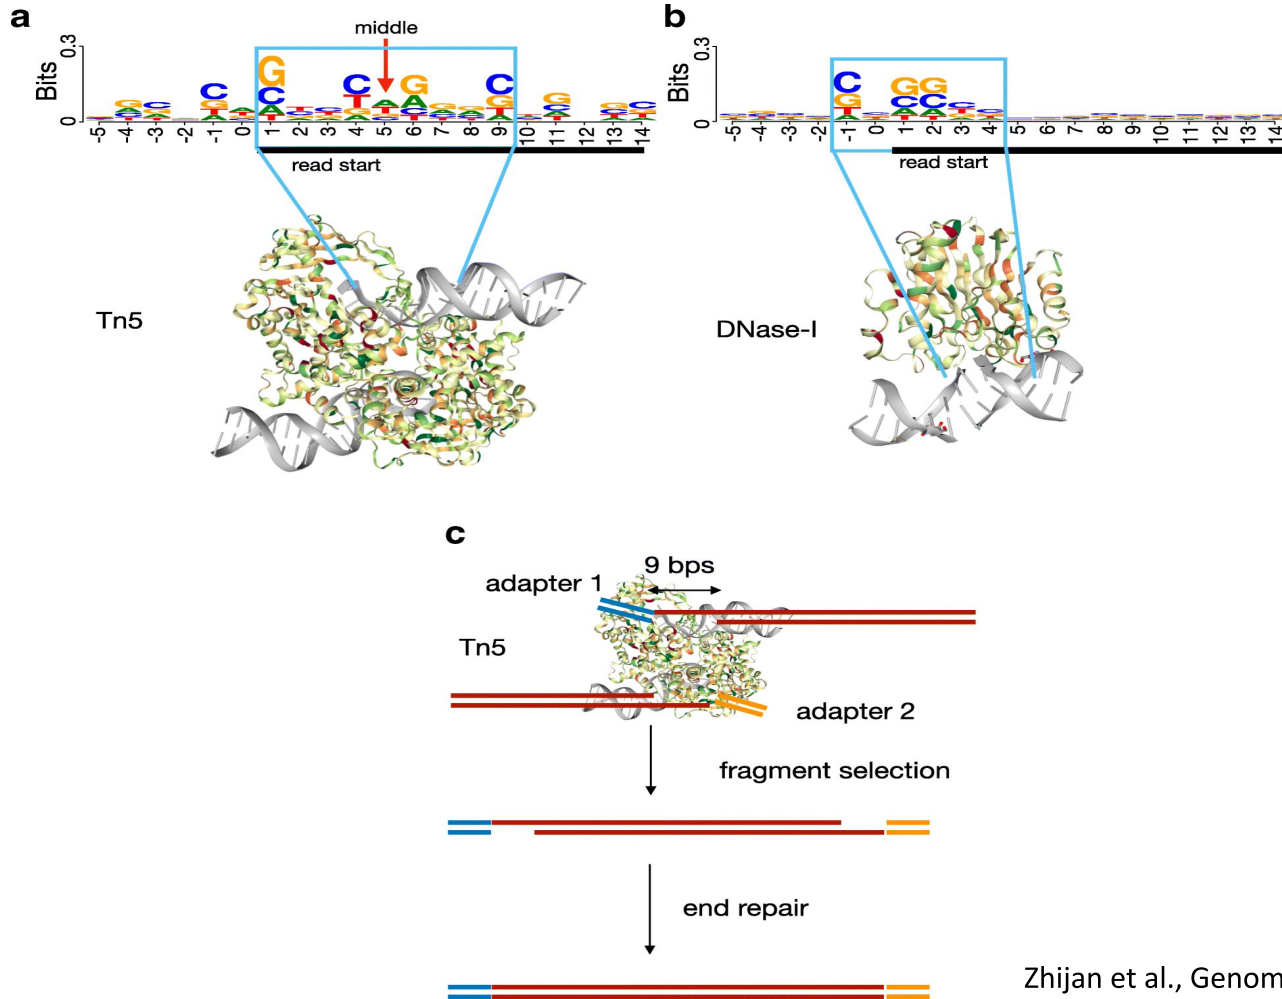 a
middle
0.3
Bits
0
-5 -4 -3 -2 -1 0 1 2 3 4 5 6 7 8 9 10 11 12 13 14
read start
Tn5
b
0.3
Bits
0
-5 -4 -3 -2 -1 0 1 2 3 4 5 6 7 8 9 10 11 12 13 14
read start
DNase-I
c
9 bps
adapter 1
Tn5
adapter 2
fragment selection
end repair
Zhijan et al., Genom